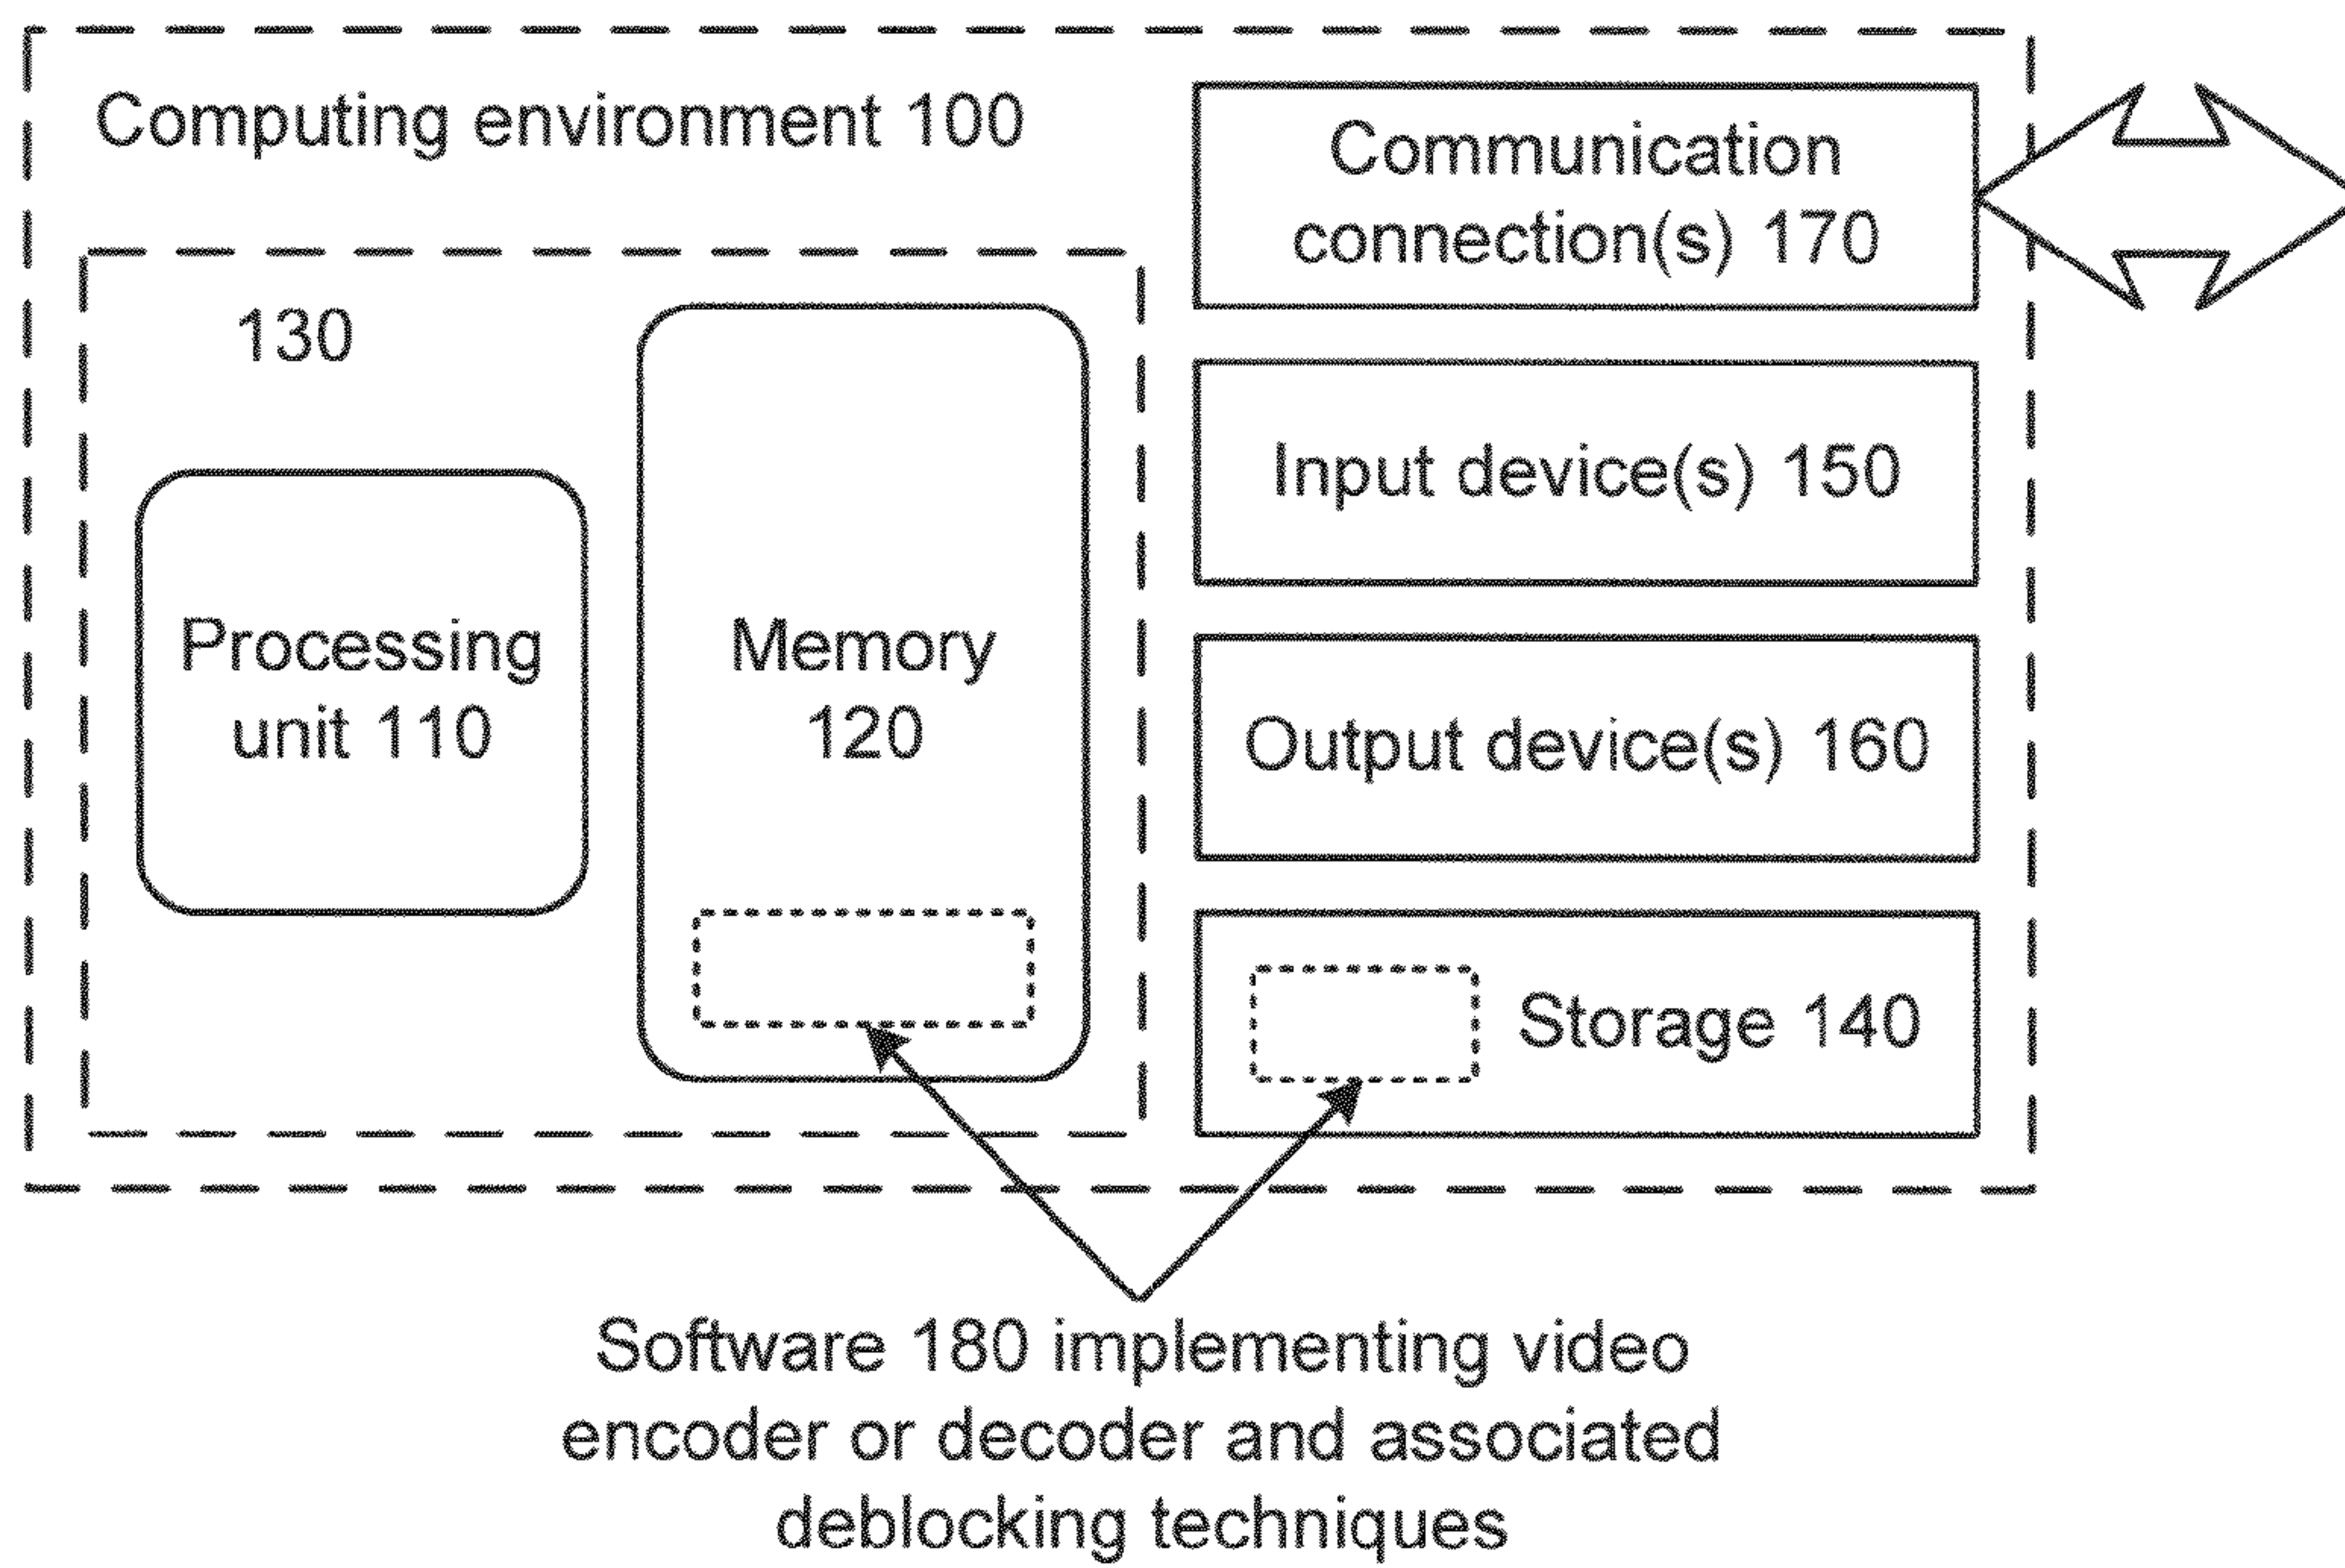 Computing environment 100
130
Processing
unit 110
Memory
120
Communication
connection(s) 170
Input device(s) 150
Output device(s) 160
Storage 140
Software 180 implementing video
encoder or decoder and associated
deblocking techniques